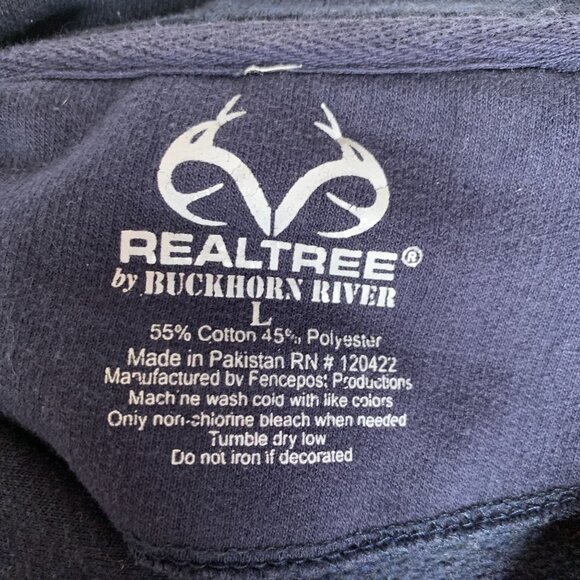 REALTREE®
by BUCKHORN RIVER
L
55% Cotton 45% Polyester
Made in Pakistan RN # 120422
Manufactured by Fencepost Productions
Machine wash cold with like colors
Only non-chlorine bleach when needed
Tumble dry low
Do not iron if decorated